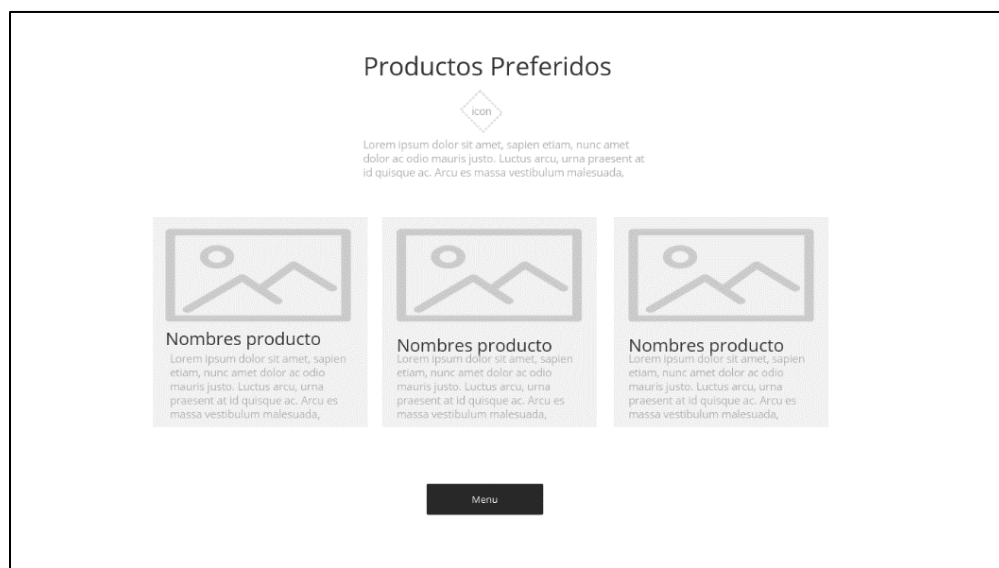 Productos Preferidos
icon
Lorem ipsum dolor sit amet, sapien etiam, nunc amet
dolor ac odio mauris justo. Luctus arcu, urna praesent at
id quisque ac. Arcu es massa vestibulum malesuada,
Nombres producto
Lorem ipsum dolor sit amet, sapien
etiam, nunc amet dolor ac odio
mauris justo. Luctus arcu, urna
praesent at id quisque ac. Arcu es
massa vestibulum malesuada,
Nombres producto
Lorem ipsum dolor sit amet, sapien
etiam, nunc amet dolor ac odio
mauris justo. Luctus arcu, urna
praesent at id quisque ac. Arcu es
massa vestibulum malesuada,
Nombres producto
Lorem ipsum dolor sit amet, sapien
etiam, nunc amet dolor ac odio
mauris justo. Luctus arcu, urna
praesent at id quisque ac. Arcu es
massa vestibulum malesuada,
Menu